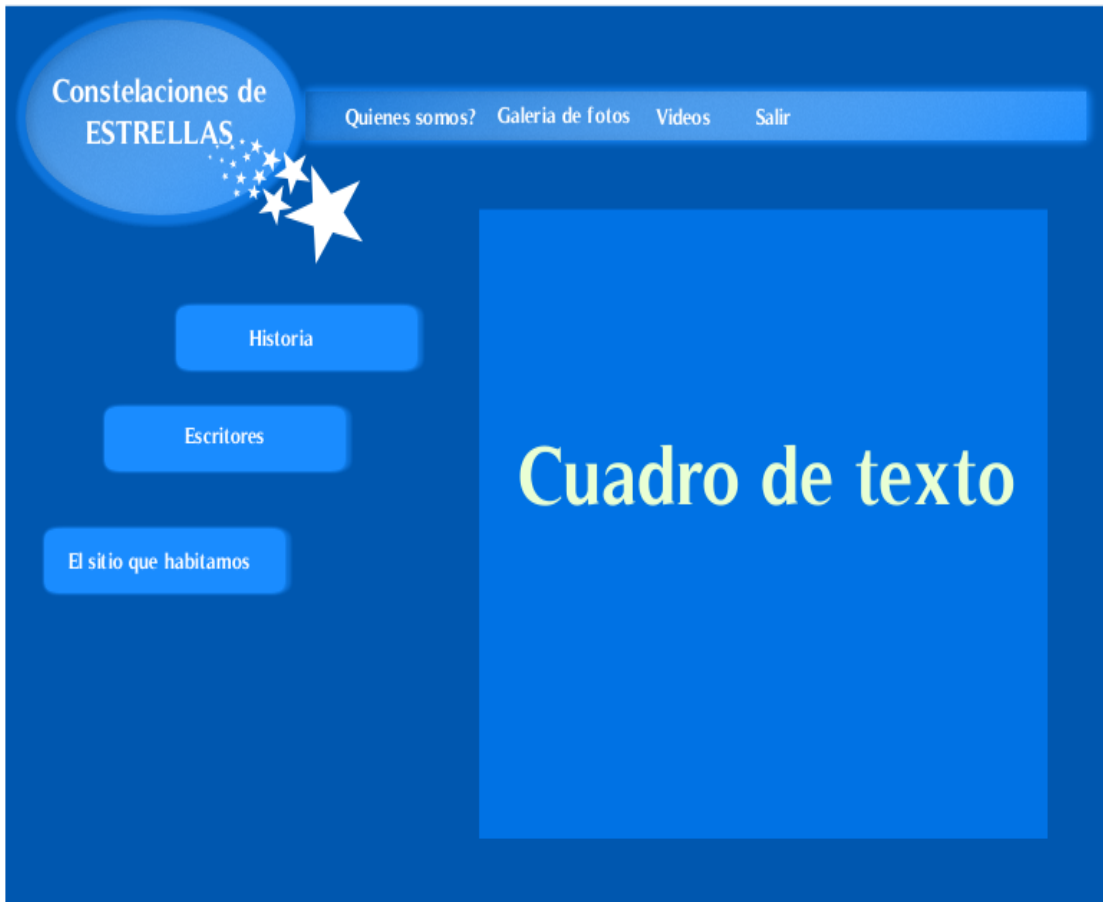 Constelaciones de
ESTRELLAS
Quienes somos? Galeria de fotos Videos Salir
Historia
Escritores
El sitio que habitamos
Cuadro de texto